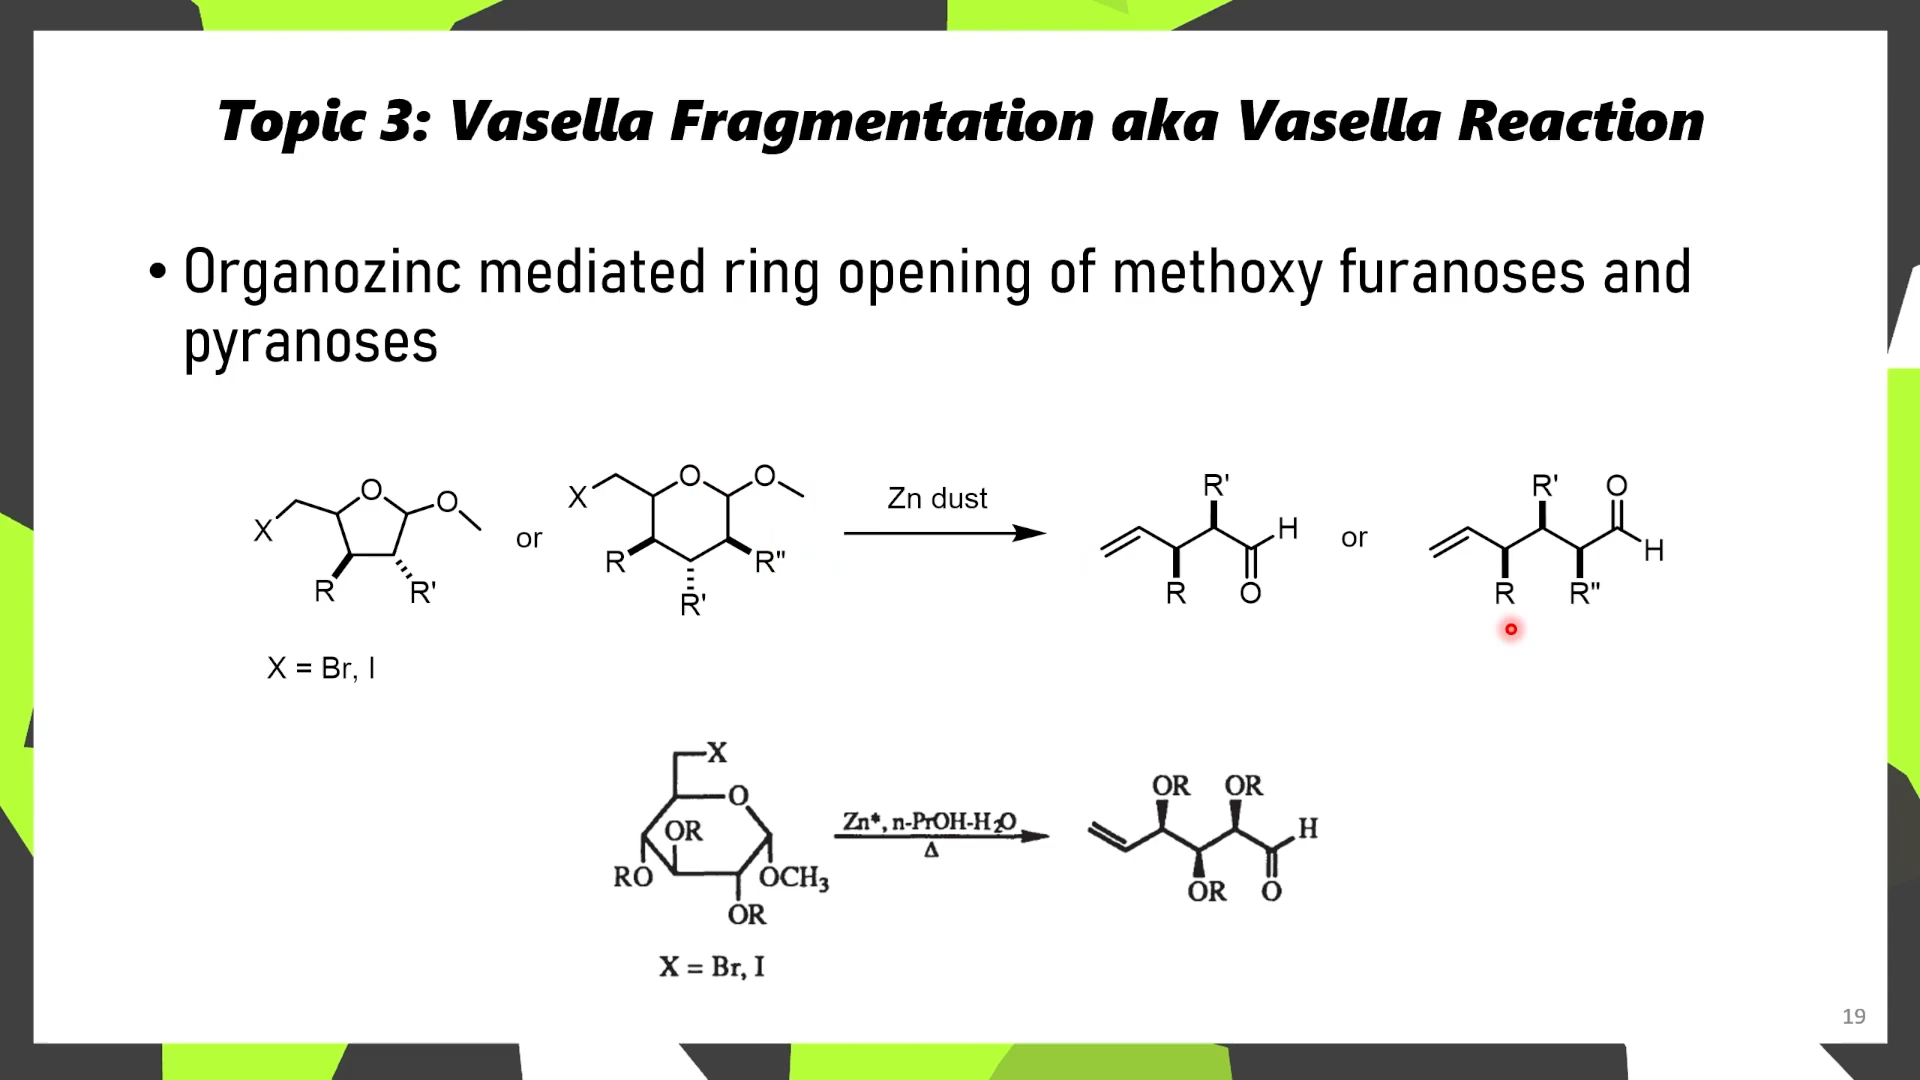 Topic 3: Vasella Fragmentation aka Vasella Reaction
• Organozinc mediated ring opening of methoxy furanoses and
pyranoses
X O O R R'
or
X O O R R' R"
Zn dust
R' H R O
or
R' O H R R"
X = Br, I
X O OR RO OCH₃ OR
Zn*, n-PrOH-H₂O
Δ
OR OR H OR O
X = Br, I
19